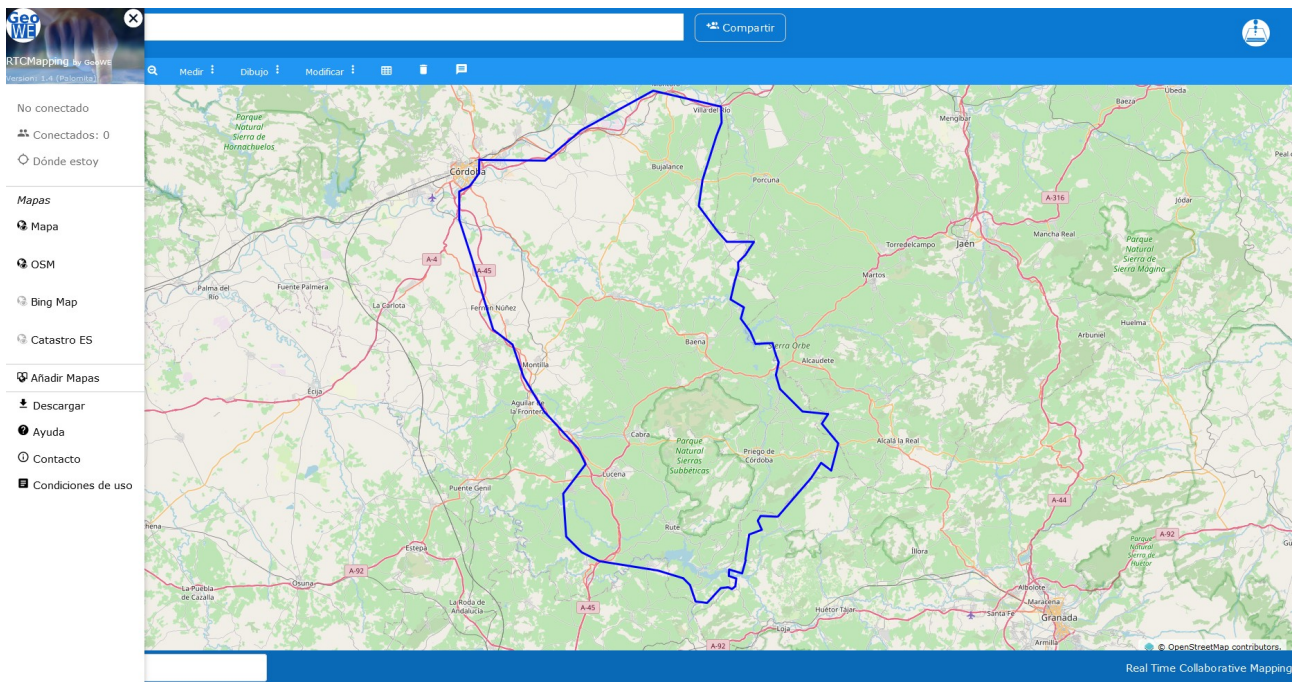 Geo
WE
RTCMapping by GeoWE
Version: 1.4 (Palomita)
Compartir
Medir
Dibujo
Modificar
No conectado
Conectados: 0
Dónde estoy
Mapas
Mapa
OSM
Bing Map
Catastro ES
Añadir Mapas
Descargar
Ayuda
Contacto
Condiciones de uso
Parque
Natural
Sierra de
Hornachuelos
Córdoba
Villa del Río
Mengíbar
Baeza
Úbeda
Bujalance
Porcuna
A-316
Jódar
Mancha Real
Torredelcampo
Jaén
Parque
Natural
Sierra de
Sierra Mágina
A-4
A-45
Martos
Palma del
Río
Fuente Palmera
La Carlota
Fernán Núñez
Huelma
Arbuniel
Baena
Sierra Orbe
Alcaudete
Montilla
Écija
Aguilar de
la Frontera
Cabra
Parque
Natural
Sierras
Subbéticas
Priego de
Córdoba
Alcalá la Real
Lucena
Puente Genil
A-44
Rute
Estepa
Íllora
Parque
Natural
Sierra de
Huétor
A-92
A-92
Osuna
La Puebla
de Cazalla
La Roda de
Andalucía
A-45
Huétor Tájar
Albolote
Maracena
Santa Fe
Granada
Loja
A-92
Armilla
© OpenStreetMap contributors.
Real Time Collaborative Mapping